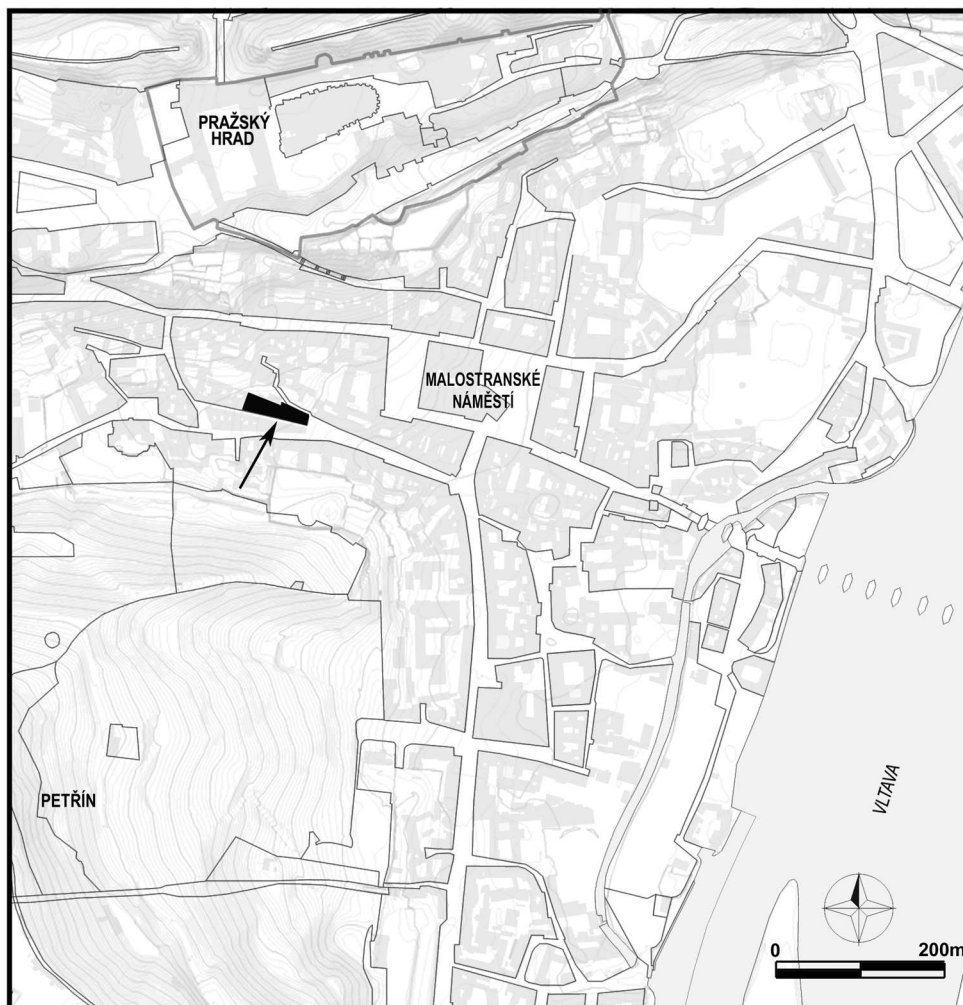 PRAŽSKÝ
HRAD
MALOSTRANSKÉ
NÁMĚSTÍ
PETŘÍN
VLTAVA
0 200m